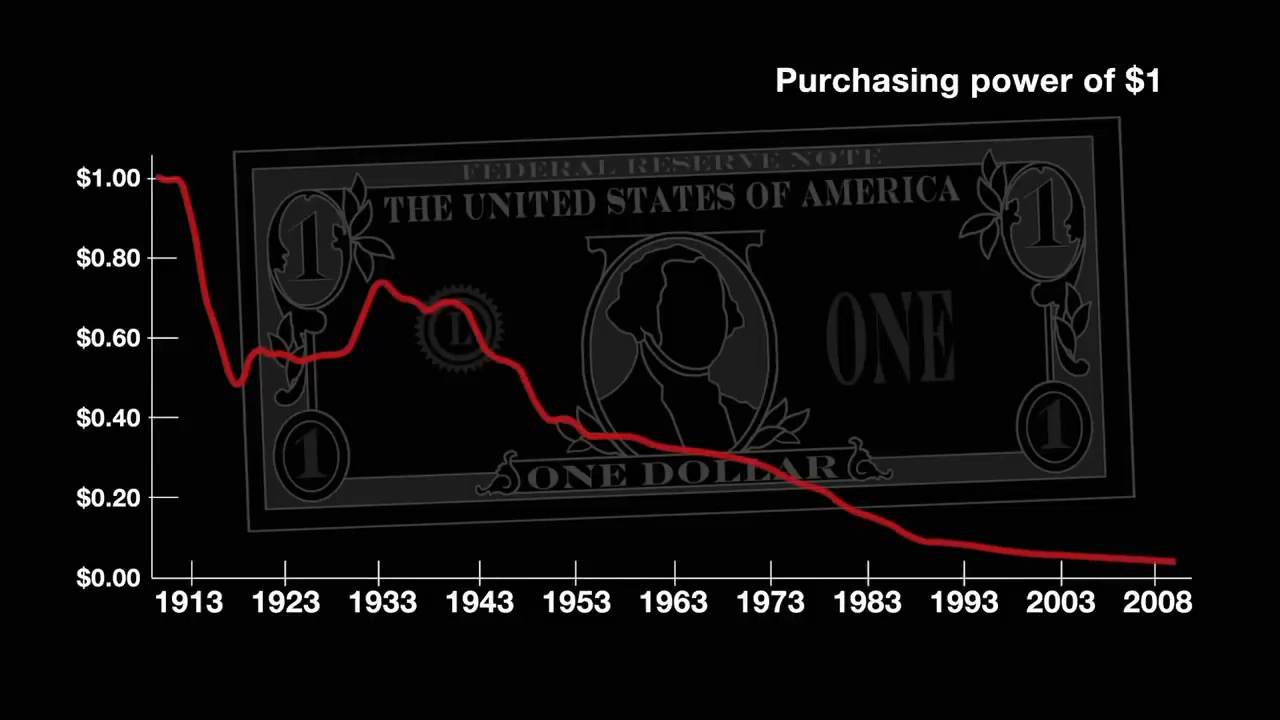 Purchasing power of $1
FEDERAL RESERVE NOTE
THE UNITED STATES OF AMERICA
1
1
L
ONE
1
1
ONE DOLLAR
$1.00
$0.80
$0.60
$0.40
$0.20
$0.00
1913 1923 1933 1943 1953 1963 1973 1983 1993 2003 2008